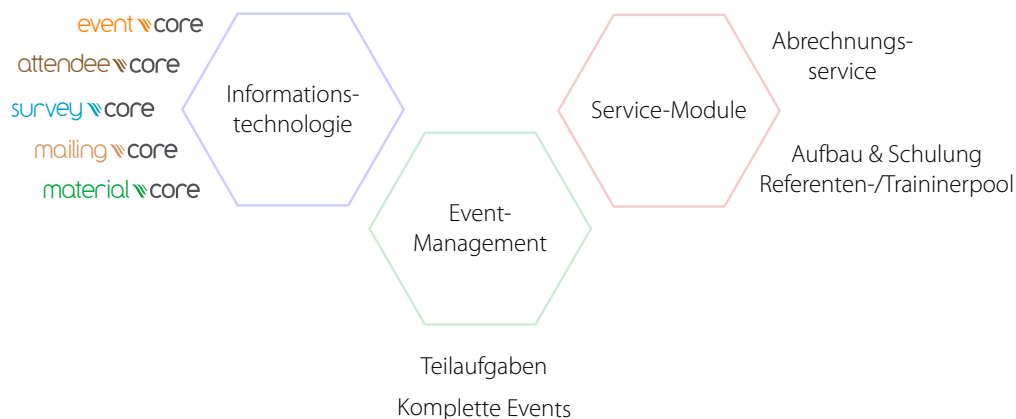 event core
attendee core
survey core
mailing core
material core
Informations-
technologie
Event-
Management
Teilaufgaben
Komplette Events
Service-Module
Abrechnungs-
service
Aufbau & Schulung
Referenten-/Traininerpool